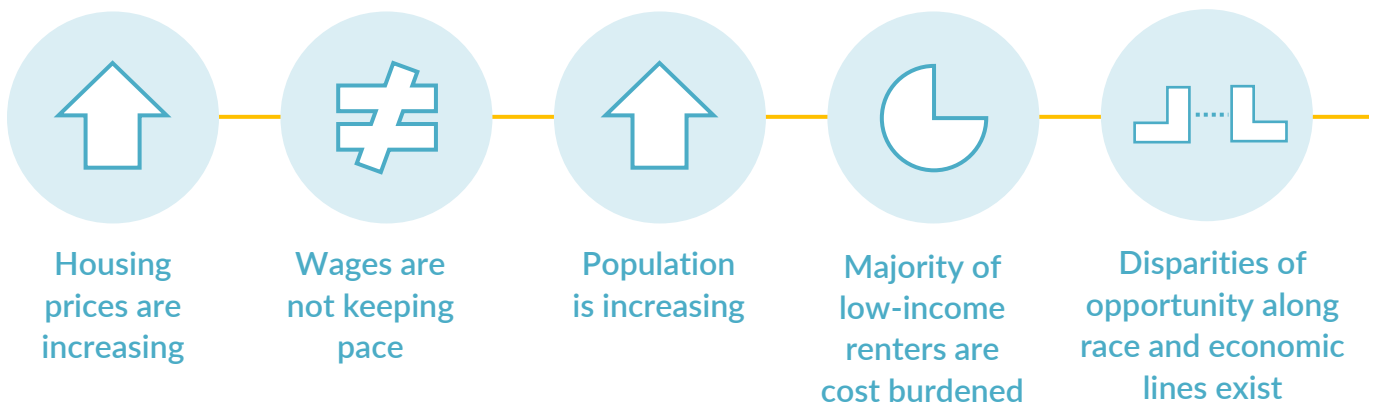 Housing
prices are
increasing
Wages are
not keeping
pace
Population
is increasing
Majority of
low-income
renters are
cost burdened
Disparities of
opportunity along
race and economic
lines exist